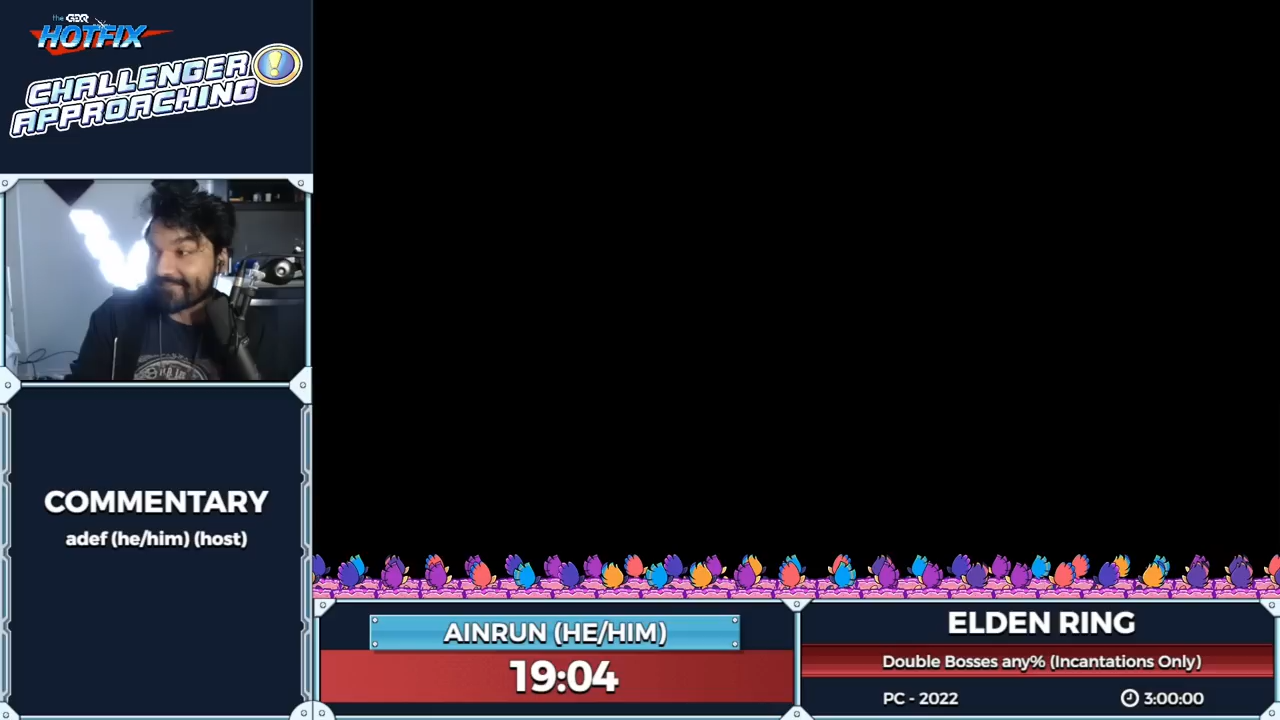 the GDQ
HOTFIX
CHALLENGER
APPROACHING
COMMENTARY
adef (he/him) (host)
AINRUN (HE/HIM)
19:04
ELDEN RING
Double Bosses any% (Incantations Only)
PC - 2022
3:00:00